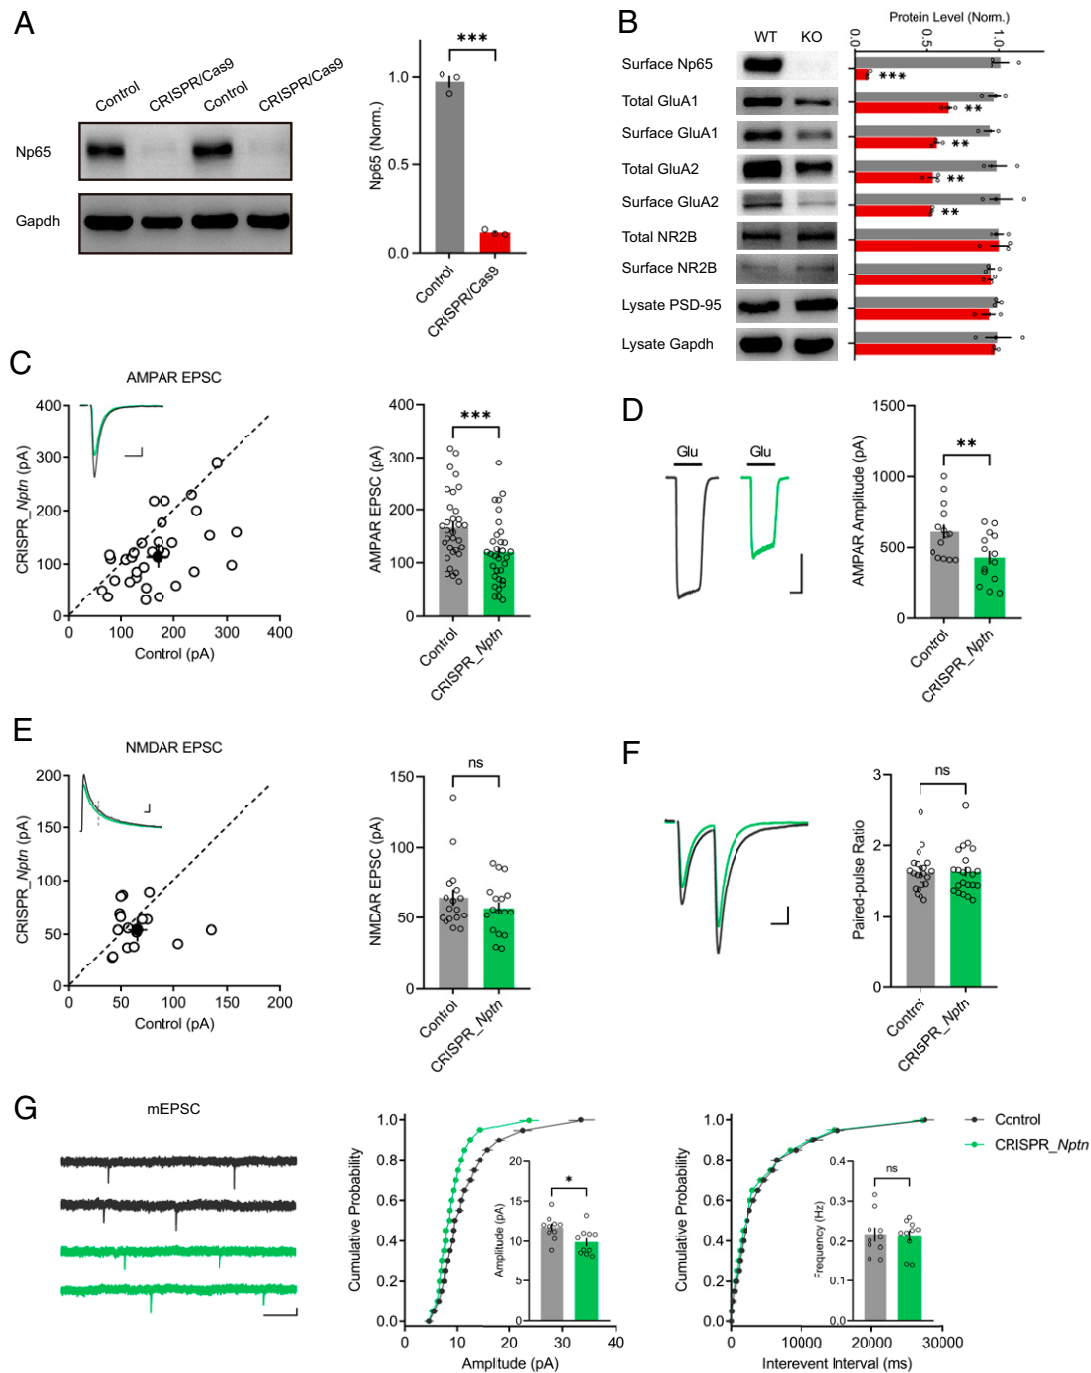 A
Control
CRISPR/Cas9
Control
CRISPR/Cas9
Np65
Gapdh
Np65 (Norm.)
1.0
0.5
0.0
***
Control
CRISPR/Cas9
B
WT KO
Protein Level (Norm.)
0.0 0.5 1.0
Surface Np65
***
Total GluA1
**
Surface GluA1
**
Total GluA2
**
Surface GluA2
**
Total NR2B
Surface NR2B
Lysate PSD-95
Lysate Gapdh
C
AMPAR EPSC
CRISPR_Nptn (pA)
400
300
200
100
0
0 100 200 300 400
Control (pA)
AMPAR EPSC (pA)
400
300
200
100
0
***
Control
CRISPR_Nptn
D
Glu Glu
AMPAR Amplitude (pA)
1500
1000
500
0
**
Control
CRISPR_Nptn
E
NMDAR EPSC
CRISPR_Nptn (pA)
200
150
100
50
0
0 50 100 150 200
Control (pA)
NMDAR EPSC (pA)
150
100
50
0
ns
Control
CRISPR_Nptn
F
Paired-pulse Ratio
3
2
1
0
ns
Control
CRISPR_Nptn
G
mEPSC
Cumulative Probability
1.0
0.8
0.6
0.4
0.2
0.0
0 10 20 30 40
Amplitude (pA)
Amplitude (pA)
20
15
10
5
0
*
Cumulative Probability
1.0
0.8
0.6
0.4
0.2
0.0
0 10000 20000 30000
Interevent Interval (ms)
Frequency (Hz)
0.4
0.3
0.2
0.1
0.0
ns
Control
CRISPR_Nptn